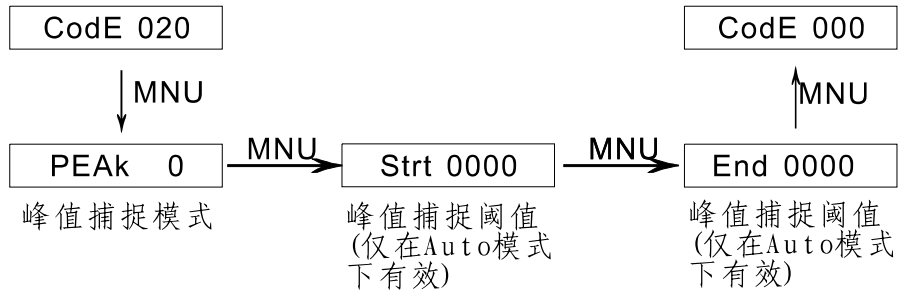 CodE 020
CodE 000
MNU
MNU
PEAk 0
MNU
Strt 0000
MNU
End 0000
峰值捕捉模式
峰值捕捉阈值
(仅在Auto模式
下有效)
峰值捕捉阈值
(仅在Auto模式
下有效)